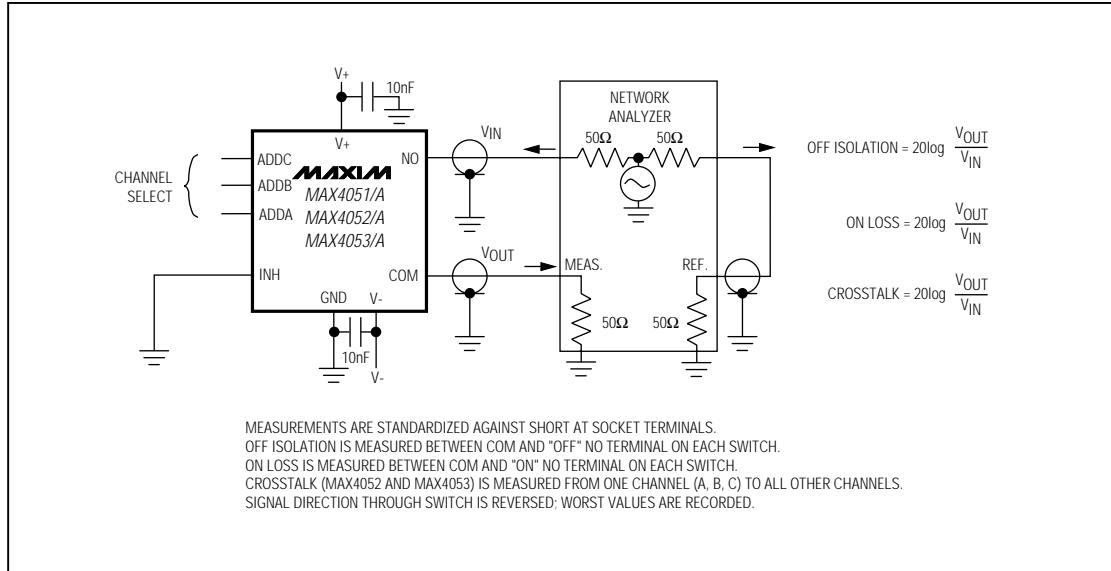 V+
10nF
V+
ADDC
ADDB
ADDA
CHANNEL
SELECT
INH
MAXIM
MAX4051/A
MAX4052/A
MAX4053/A
NO
COM
GND
V-
10nF
V-
VIN
VOUT
NETWORK
ANALYZER
50Ω
50Ω
MEAS.
REF.
50Ω
50Ω
OFF ISOLATION = 20log VOUT
VIN
ON LOSS = 20log VOUT
VIN
CROSSTALK = 20log VOUT
VIN
MEASUREMENTS ARE STANDARDIZED AGAINST SHORT AT SOCKET TERMINALS.
OFF ISOLATION IS MEASURED BETWEEN COM AND "OFF" NO TERMINAL ON EACH SWITCH.
ON LOSS IS MEASURED BETWEEN COM AND "ON" NO TERMINAL ON EACH SWITCH.
CROSSTALK (MAX4052 AND MAX4053) IS MEASURED FROM ONE CHANNEL (A, B, C) TO ALL OTHER CHANNELS.
SIGNAL DIRECTION THROUGH SWITCH IS REVERSED; WORST VALUES ARE RECORDED.